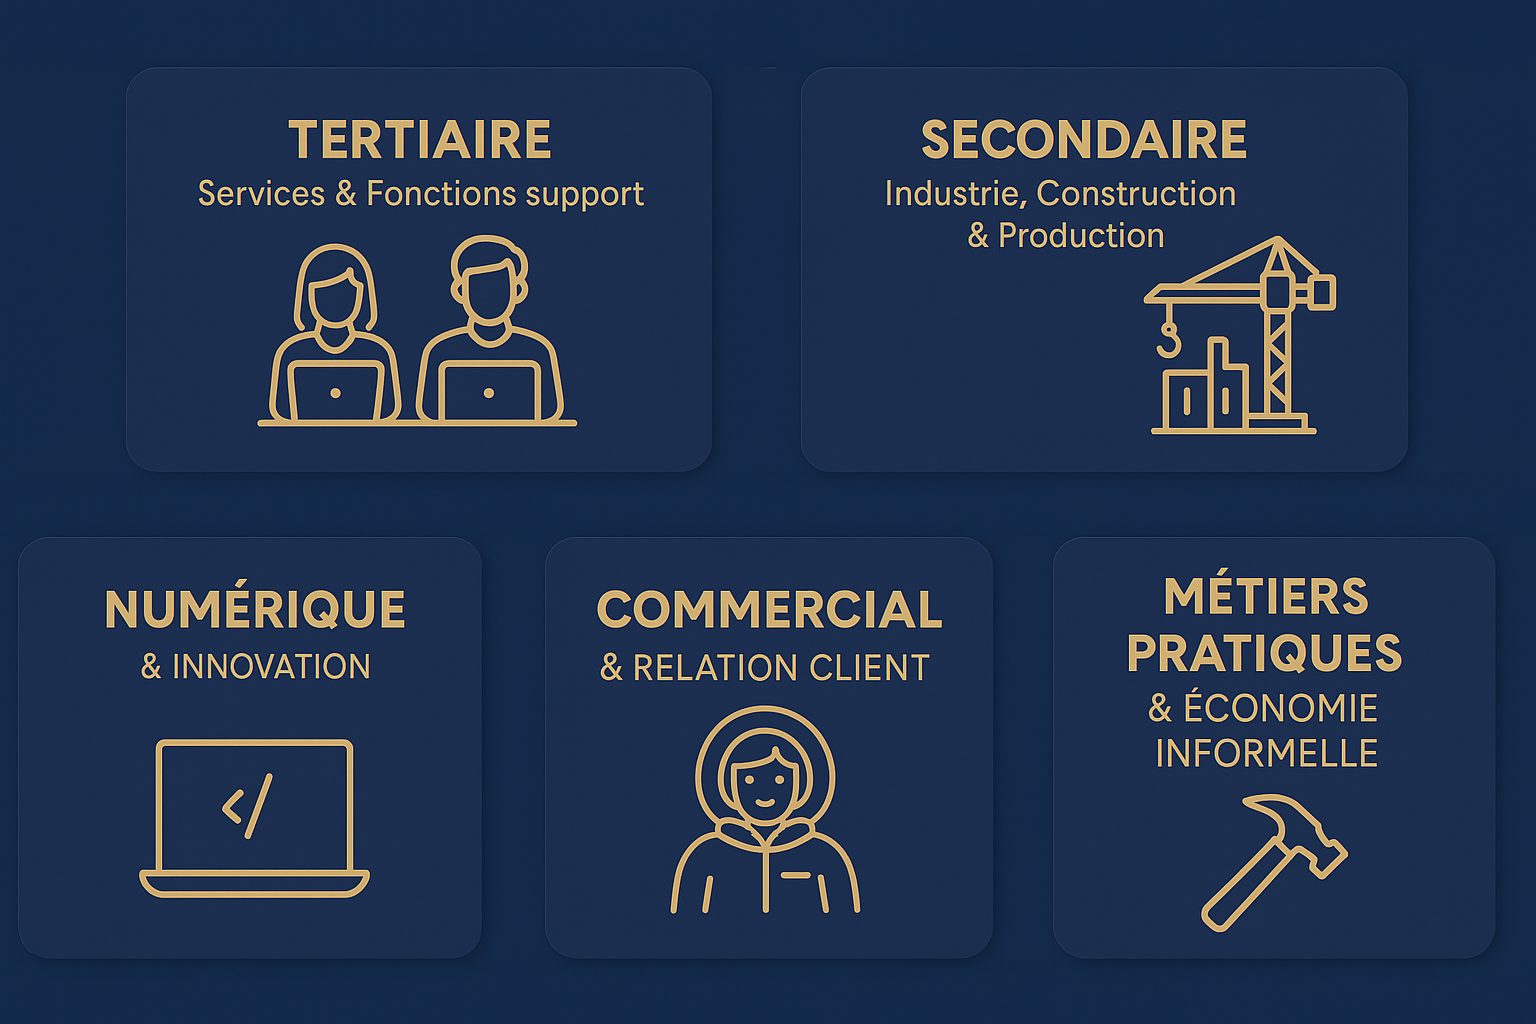 TERTIAIRE
Services & Fonctions support
SECONDAIRE
Industrie, Construction
& Production
NUMÉRIQUE
& INNOVATION
</>
COMMERCIAL
& RELATION CLIENT
MÉTIERS
PRATIQUES
& ÉCONOMIE
INFORMELLE